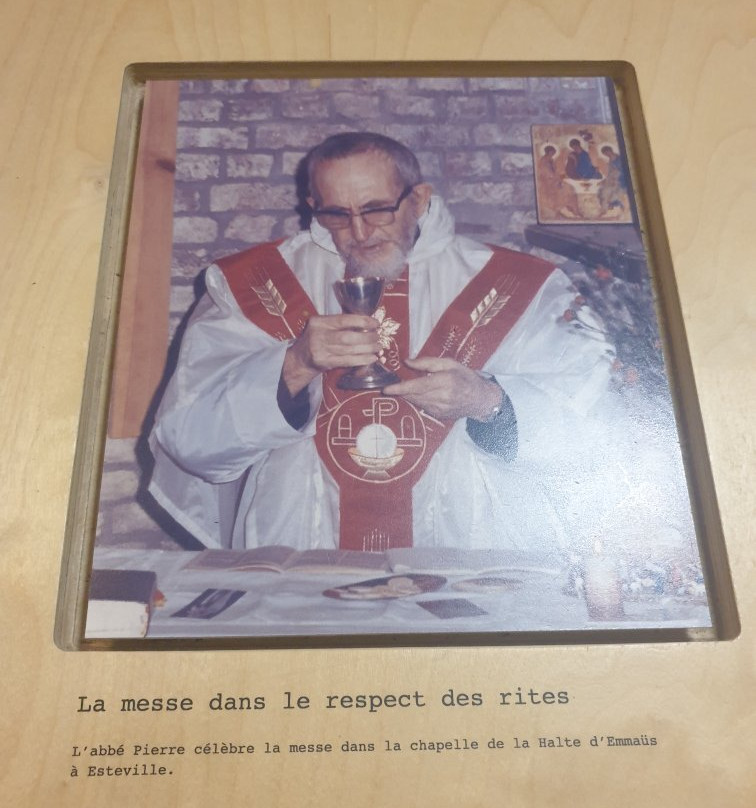 La messe dans le respect des rites
L'abbé Pierre célèbre la messe dans la chapelle de la Halte d'Emmaüs
à Esteville.